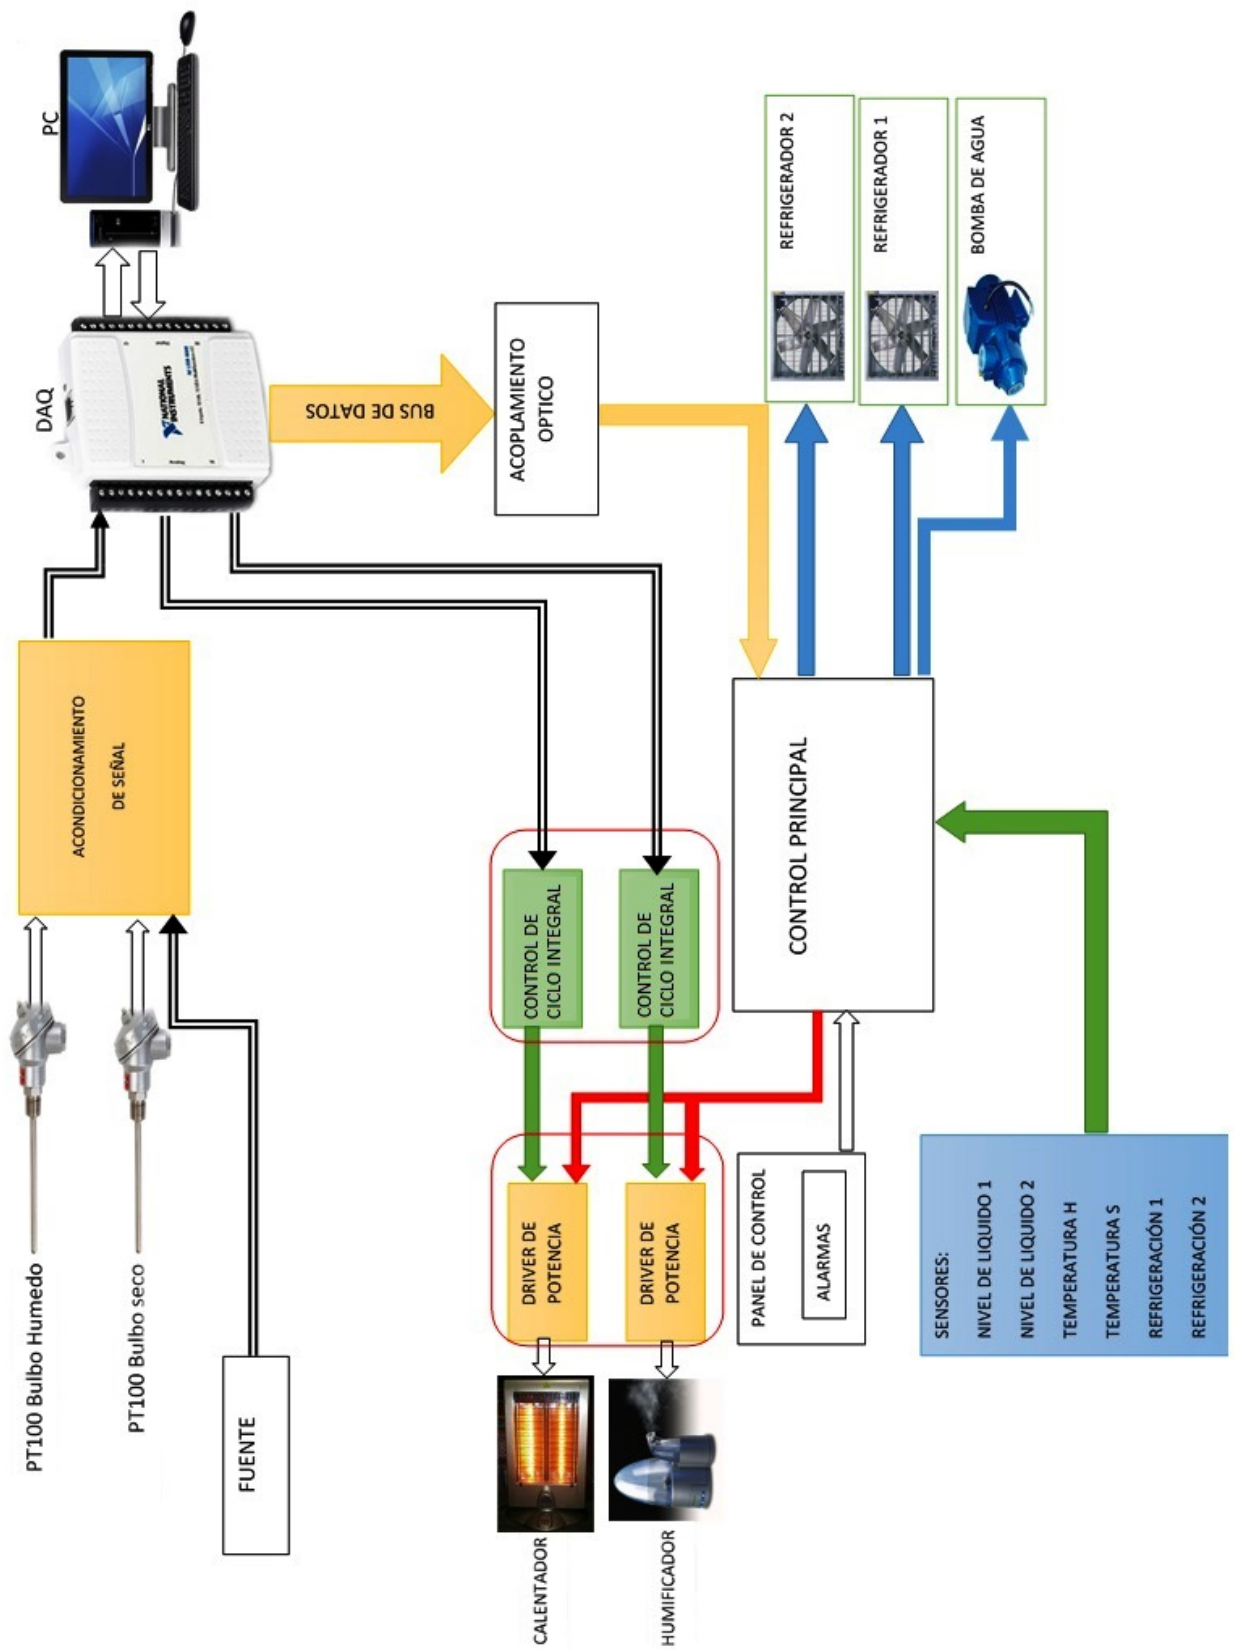 PT100 Bulbo Humedo
PT100 Bulbo seco
FUENTE
ACONDICIONAMIENTO
DE SEÑAL
DAQ
NATIONAL
INSTRUMENTS
PC
BUS DE DATOS
ACOPLAMIENTO
OPTICO
CALENTADOR
HUMIFICADOR
DRIVER DE
POTENCIA
DRIVER DE
POTENCIA
CONTROL DE
CICLO INTEGRAL
CONTROL DE
CICLO INTEGRAL
PANEL DE CONTROL
ALARMAS
CONTROL PRINCIPAL
REFRIGERADOR 2
REFRIGERADOR 1
BOMBA DE AGUA
SENSORES:
NIVEL DE LIQUIDO 1
NIVEL DE LIQUIDO 2
TEMPERATURA H
TEMPERATURA S
REFRIGERACIÓN 1
REFRIGERACIÓN 2